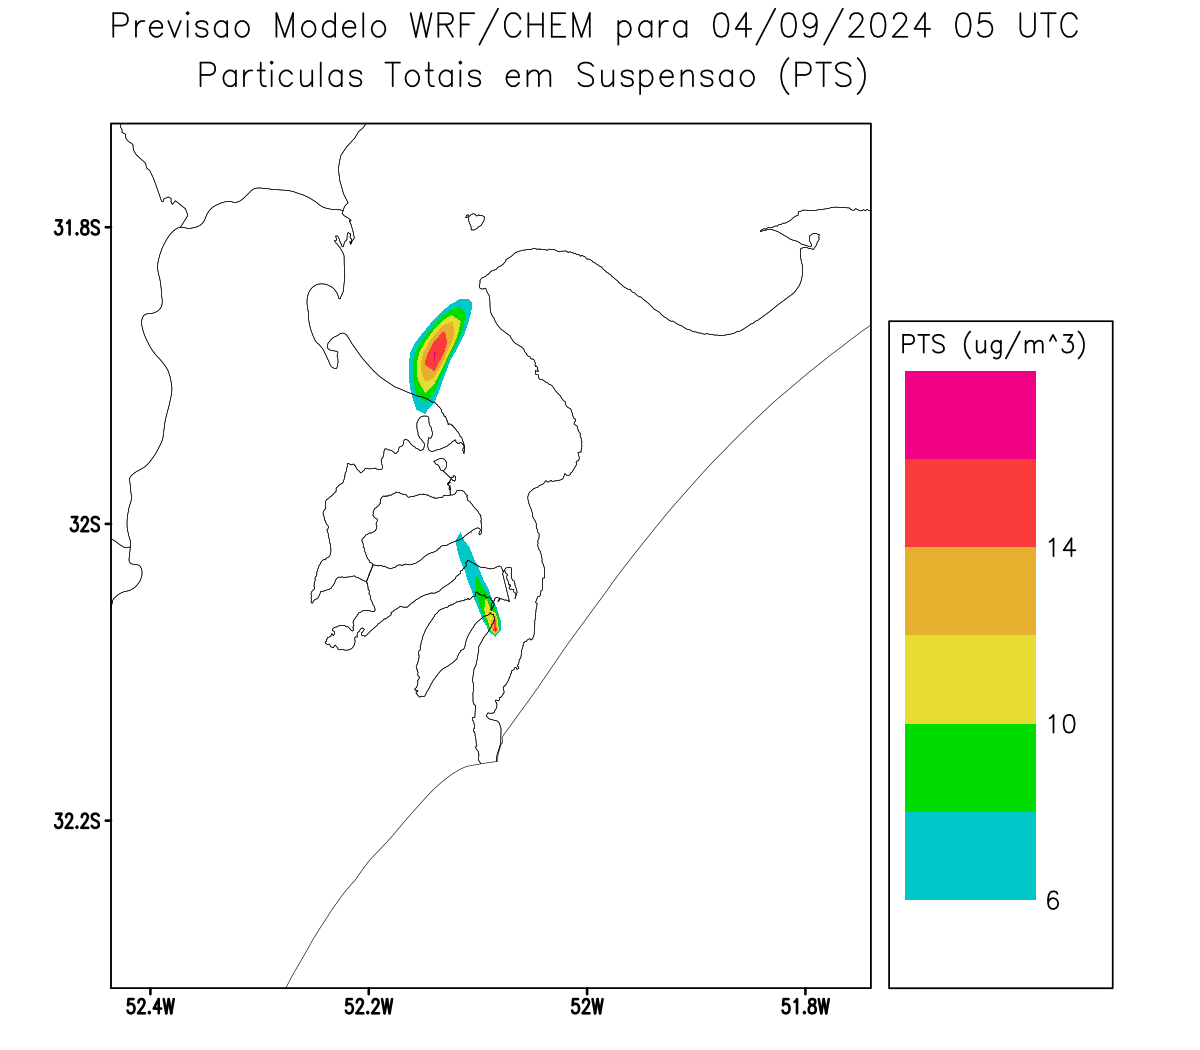 Previsao Modelo WRF/CHEM para 04/09/2024 05 UTC
Particulas Totais em Suspensao (PTS)
31.8S
32S
32.2S
52.4W 52.2W 52W 51.8W
PTS (ug/m^3)
14
10
6